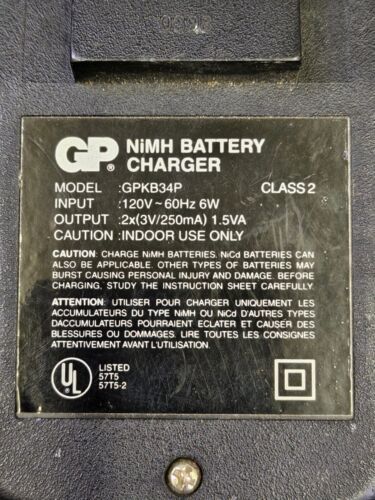 GP® NiMH BATTERY
CHARGER
MODEL :GPKB34P CLASS 2
INPUT :120V ~ 60Hz 6W
OUTPUT :2x(3V/250mA) 1.5VA
CAUTION :INDOOR USE ONLY
CAUTION: CHARGE NiMH BATTERIES. NiCd BATTERIES CAN
ALSO BE APPLICABLE. OTHER TYPES OF BATTERIES MAY
BURST CAUSING PERSONAL INJURY AND DAMAGE. BEFORE
CHARGING, STUDY THE INSTRUCTION SHEET CAREFULLY.
ATTENTION: UTILISER POUR CHARGER UNIQUEMENT LES
ACCUMULATEURS DU TYPE NiMH OU NiCd D'AUTRES TYPES
DACCUMULATEURS POURRAIENT ECLATER ET CAUSER DES
BLESSURES OU DOMMAGES. LIRE TOUTES LES CONSIGNES
ATTENTIVEMENT AVANT L'UTILISATION.
UL LISTED
57T5
57T5-2